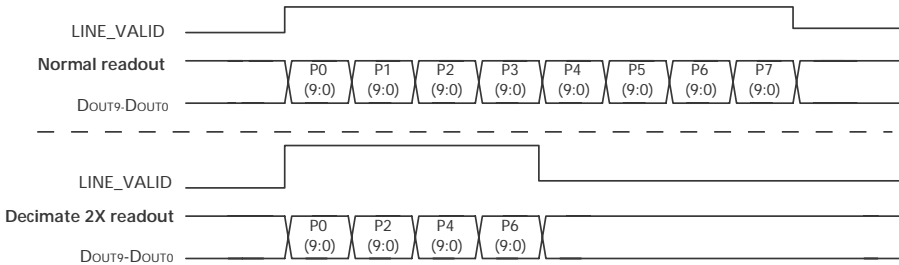 LINE_VALID
Normal readout
P0 P1 P2 P3 P4 P5 P6 P7
(9:0) (9:0) (9:0) (9:0) (9:0) (9:0) (9:0) (9:0)
DOUT9-DOUT0
LINE_VALID
Decimate 2X readout
P0 P2 P4 P6
(9:0) (9:0) (9:0) (9:0)
DOUT9-DOUT0